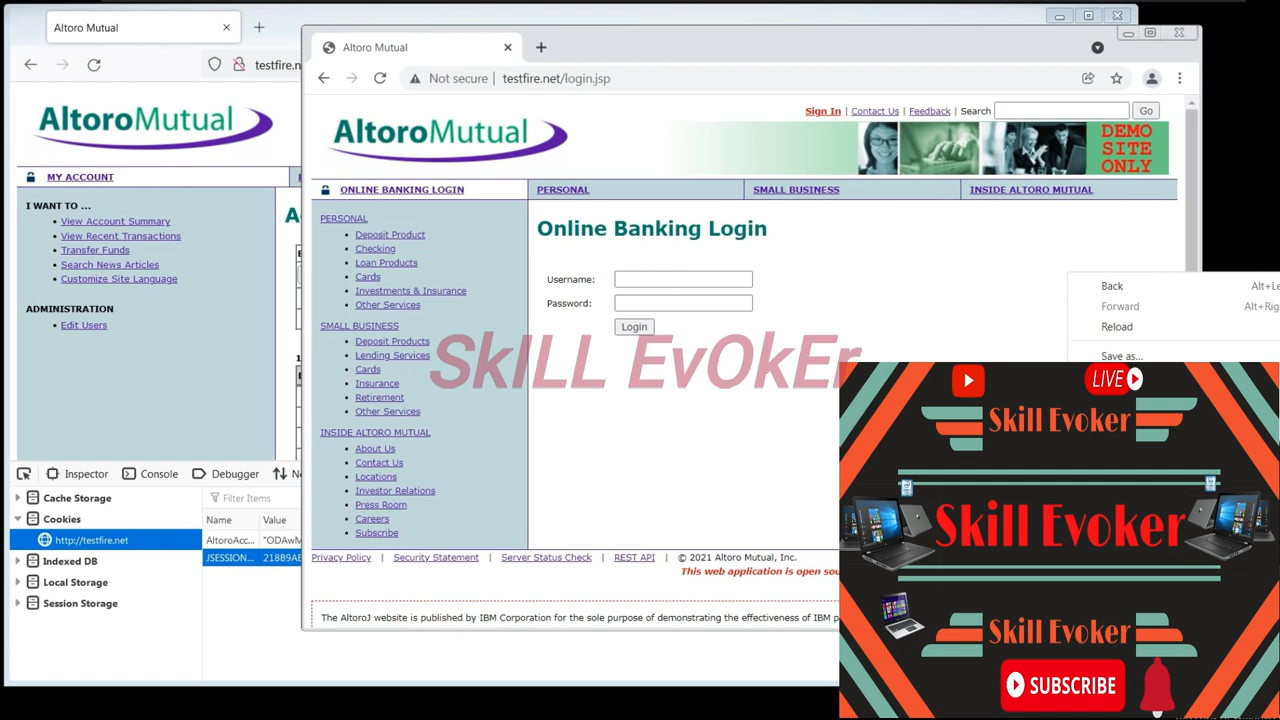 Altoro Mutual
testfire.n
AltoroMutual
MY ACCOUNT
I WANT TO ...
View Account Summary
View Recent Transactions
Transfer Funds
Search News Articles
Customize Site Language
ADMINISTRATION
Edit Users
Inspector
Console
Debugger
Cache Storage
Filter Items
Cookies
Name
Value
http://testfire.net
AltoroAcc...
"ODAwM
JSESSION...
218B9AE
Indexed DB
Local Storage
Session Storage
Altoro Mutual
Not secure
testfire.net/login.jsp
Sign In | Contact Us | Feedback | Search
Go
AltoroMutual
DEMO
SITE
ONLY
ONLINE BANKING LOGIN
PERSONAL
SMALL BUSINESS
INSIDE ALTORO MUTUAL
PERSONAL
Deposit Product
Checking
Loan Products
Cards
Investments & Insurance
Other Services
SMALL BUSINESS
Deposit Products
Lending Services
Cards
Insurance
Retirement
Other Services
INSIDE ALTORO MUTUAL
About Us
Contact Us
Locations
Investor Relations
Press Room
Careers
Subscribe
Online Banking Login
Username:
Password:
Login
SkILL EvOkEr
Privacy Policy | Security Statement | Server Status Check | REST API | © 2021 Altoro Mutual, Inc.
This web application is open sou
The AltoroJ website is published by IBM Corporation for the sole purpose of demonstrating the effectiveness of IBM p
Back Alt+Le
Forward Alt+Rig
Reload
Save as...
LIVE
Skill Evoker
Skill Evoker
Skill Evoker
SUBSCRIBE